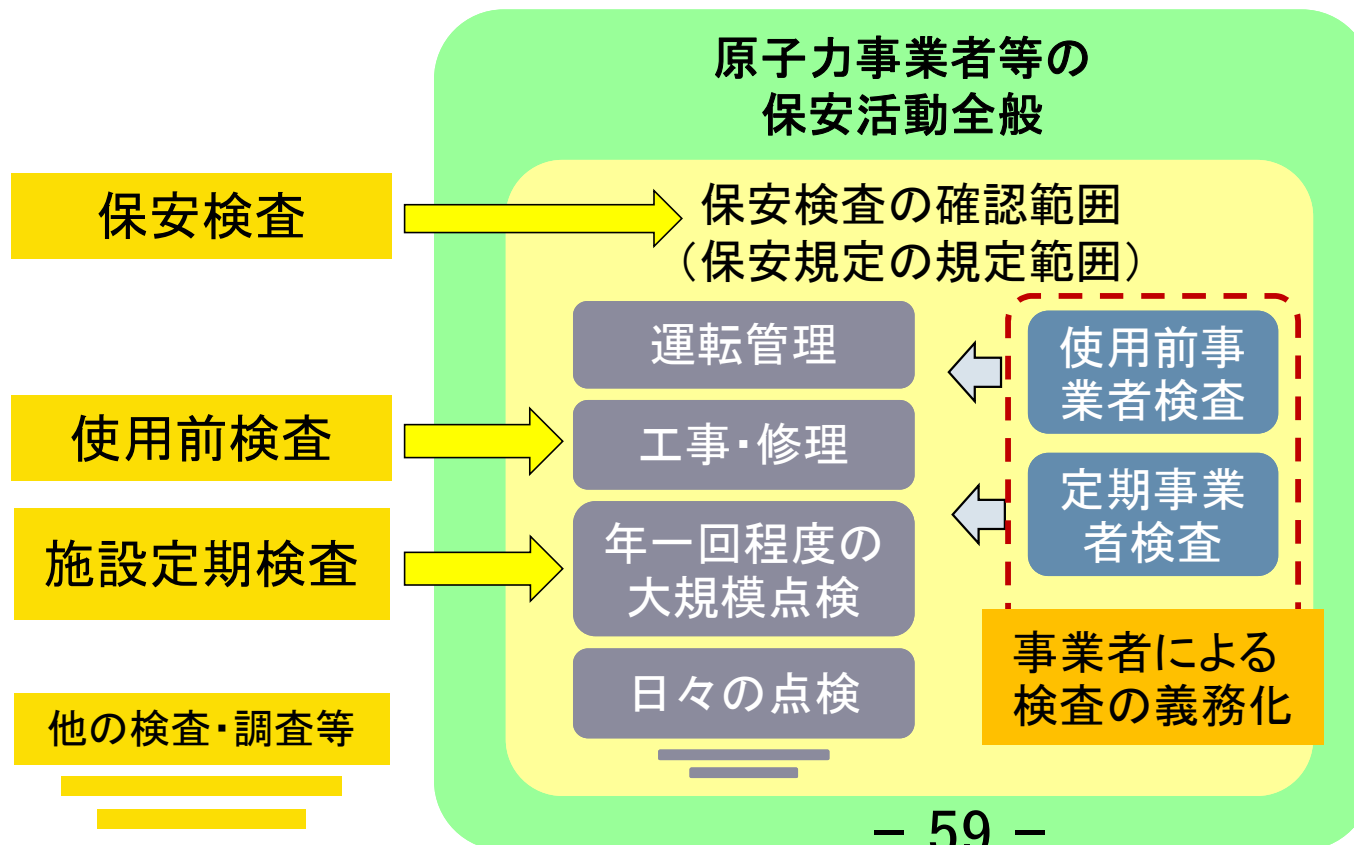 原子力事業者等の
保安活動全般
保安検査
保安検査の確認範囲
（保安規定の規定範囲）
運転管理
使用前事
業者検査
使用前検査
工事・修理
定期事業
者検査
施設定期検査
年一回程度の
大規模点検
事業者による
検査の義務化
日々の点検
他の検査・調査等
－ 59 －